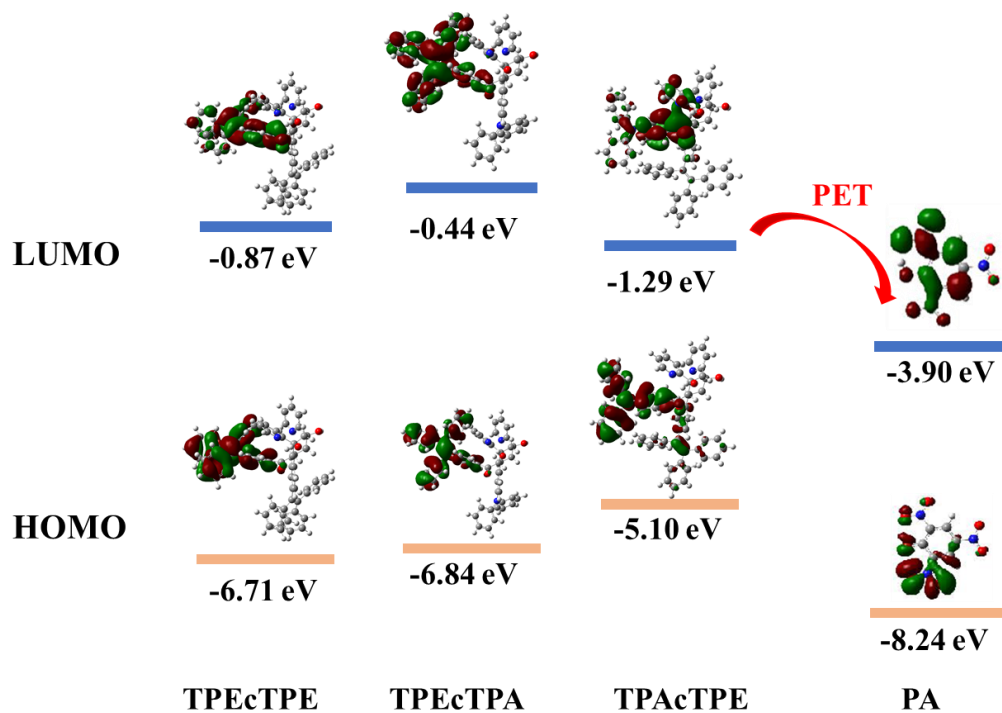 PET
LUMO
-0.87 eV
-0.44 eV
-1.29 eV
-3.90 eV
HOMO
-6.71 eV
-6.84 eV
-5.10 eV
-8.24 eV
TPEcTPE
TPEcTPA
TPAcTPE
PA